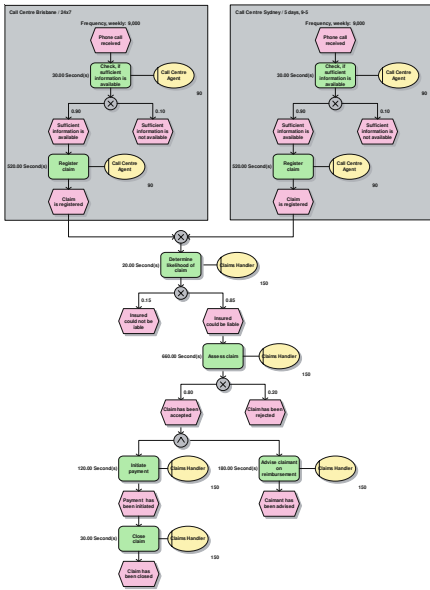 Call Centre Brisbane / 24x7
Frequency, weekly: 9,000
Phone call
received
30.00 Second(s)
Check, if
sufficient
information is
available
Call Centre
Agent
90
0.90
0.10
Sufficient
information is
available
Sufficient
information is
not available
520.00 Second(s)
Register
claim
Call Centre
Agent
90
Claim
is registered
Call Centre Sydney / 5 days, 9-5
Frequency, weekly: 9,000
Phone call
received
30.00 Second(s)
Check, if
sufficient
information is
available
Call Centre
Agent
90
0.90
0.10
Sufficient
information is
available
Sufficient
information is
not available
520.00 Second(s)
Register
claim
Call Centre
Agent
90
Claim
is registered
20.00 Second(s)
Determine
likelihood of
claim
Claims Handler
150
0.15
0.85
Insured
could not be
liable
Insured
could be liable
660.00 Second(s)
Assess claim
Claims Handler
150
0.80
0.20
Claim has been
accepted
Claim has been
rejected
120.00 Second(s)
Initiate
payment
Claims Handler
150
180.00 Second(s)
Advise claimant
on
reimbursement
Claims Handler
150
Payment has
been initiated
Caimant has
been advised
30.00 Second(s)
Close
claim
Claims Handler
150
Claim has
been closed